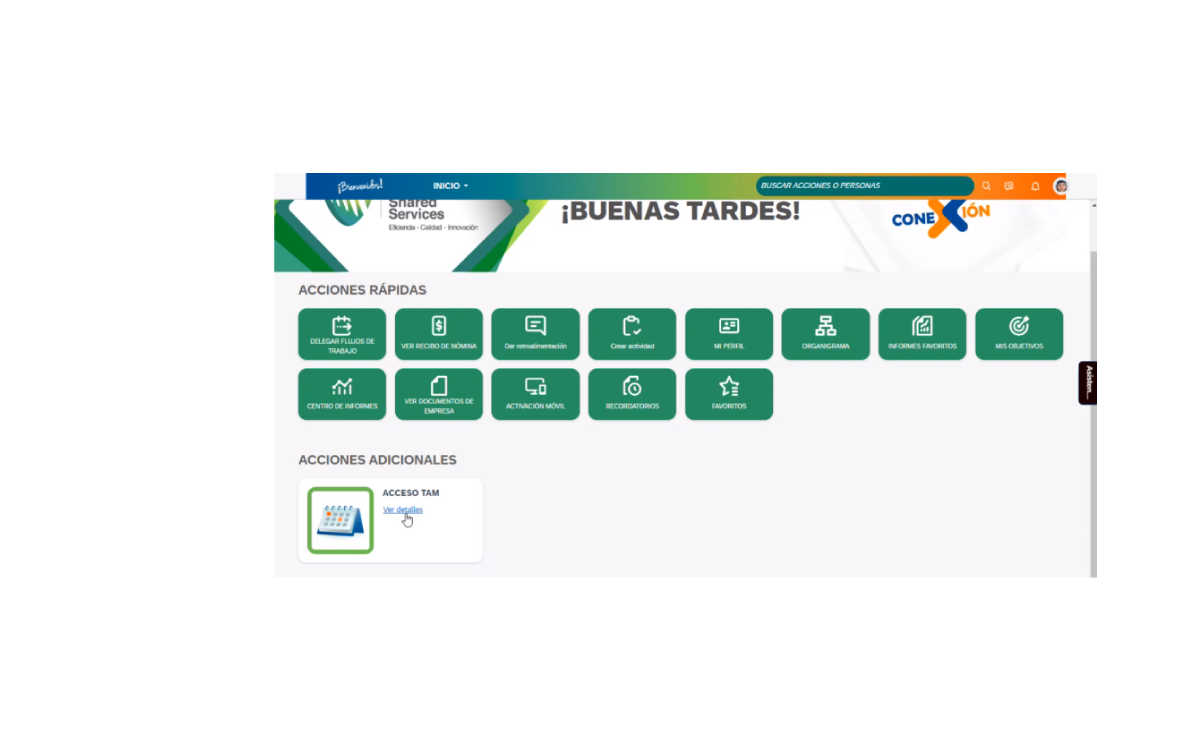 ¡Bienvenidos!
INICIO
BUSCAR ACCIONES O PERSONAS
Shared
Services
Eficiencia - Calidad - Innovación
¡BUENAS TARDES!
CONEXIÓN
ACCIONES RÁPIDAS
DELEGAR FLUJOS DE
TRABAJO
VER RECIBO DE NÓMINA
Dar retroalimentación
Crear actividad
MI PERFIL
ORGANIGRAMA
INFORMES FAVORITOS
MIS OBJETIVOS
Asisten...
CENTRO DE INFORMES
VER DOCUMENTOS DE
EMPRESA
ACTIVACIÓN MÓVIL
RECORDATORIOS
FAVORITOS
ACCIONES ADICIONALES
ACCESO TAM
Ver detalles